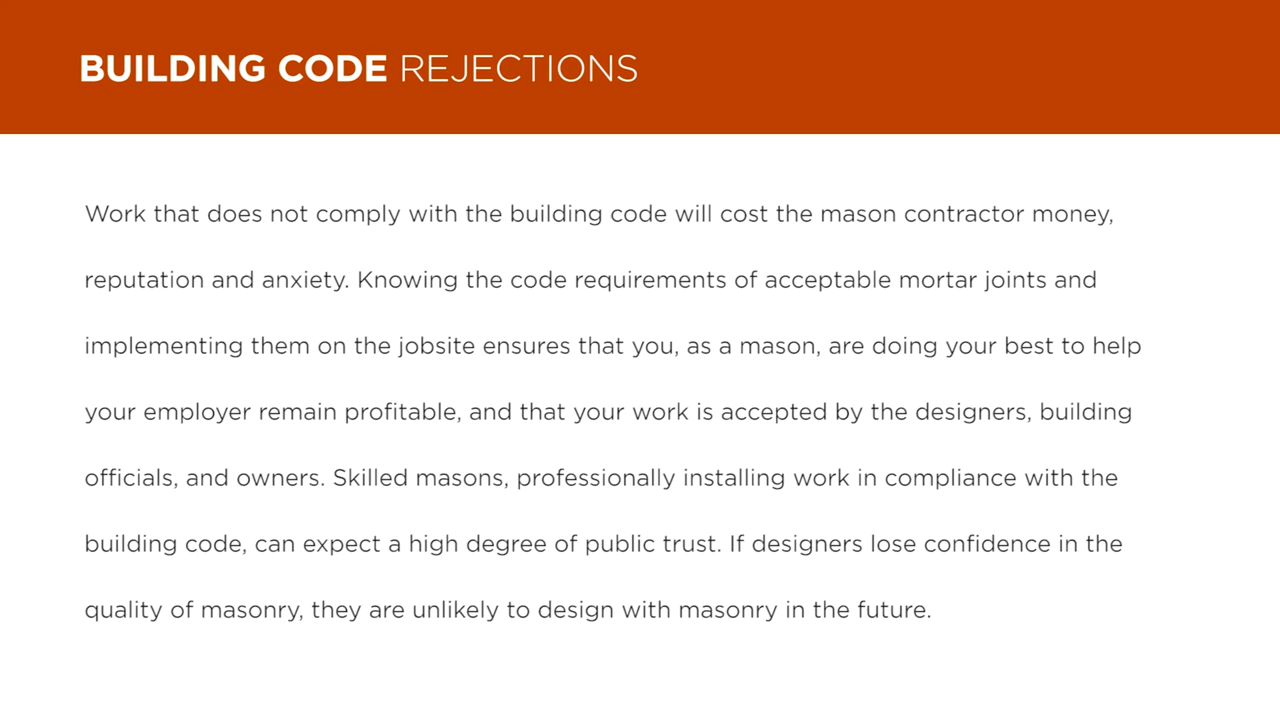 BUILDING CODE REJECTIONS
Work that does not comply with the building code will cost the mason contractor money,
reputation and anxiety. Knowing the code requirements of acceptable mortar joints and
implementing them on the jobsite ensures that you, as a mason, are doing your best to help
your employer remain profitable, and that your work is accepted by the designers, building
officials, and owners. Skilled masons, professionally installing work in compliance with the
building code, can expect a high degree of public trust. If designers lose confidence in the
quality of masonry, they are unlikely to design with masonry in the future.